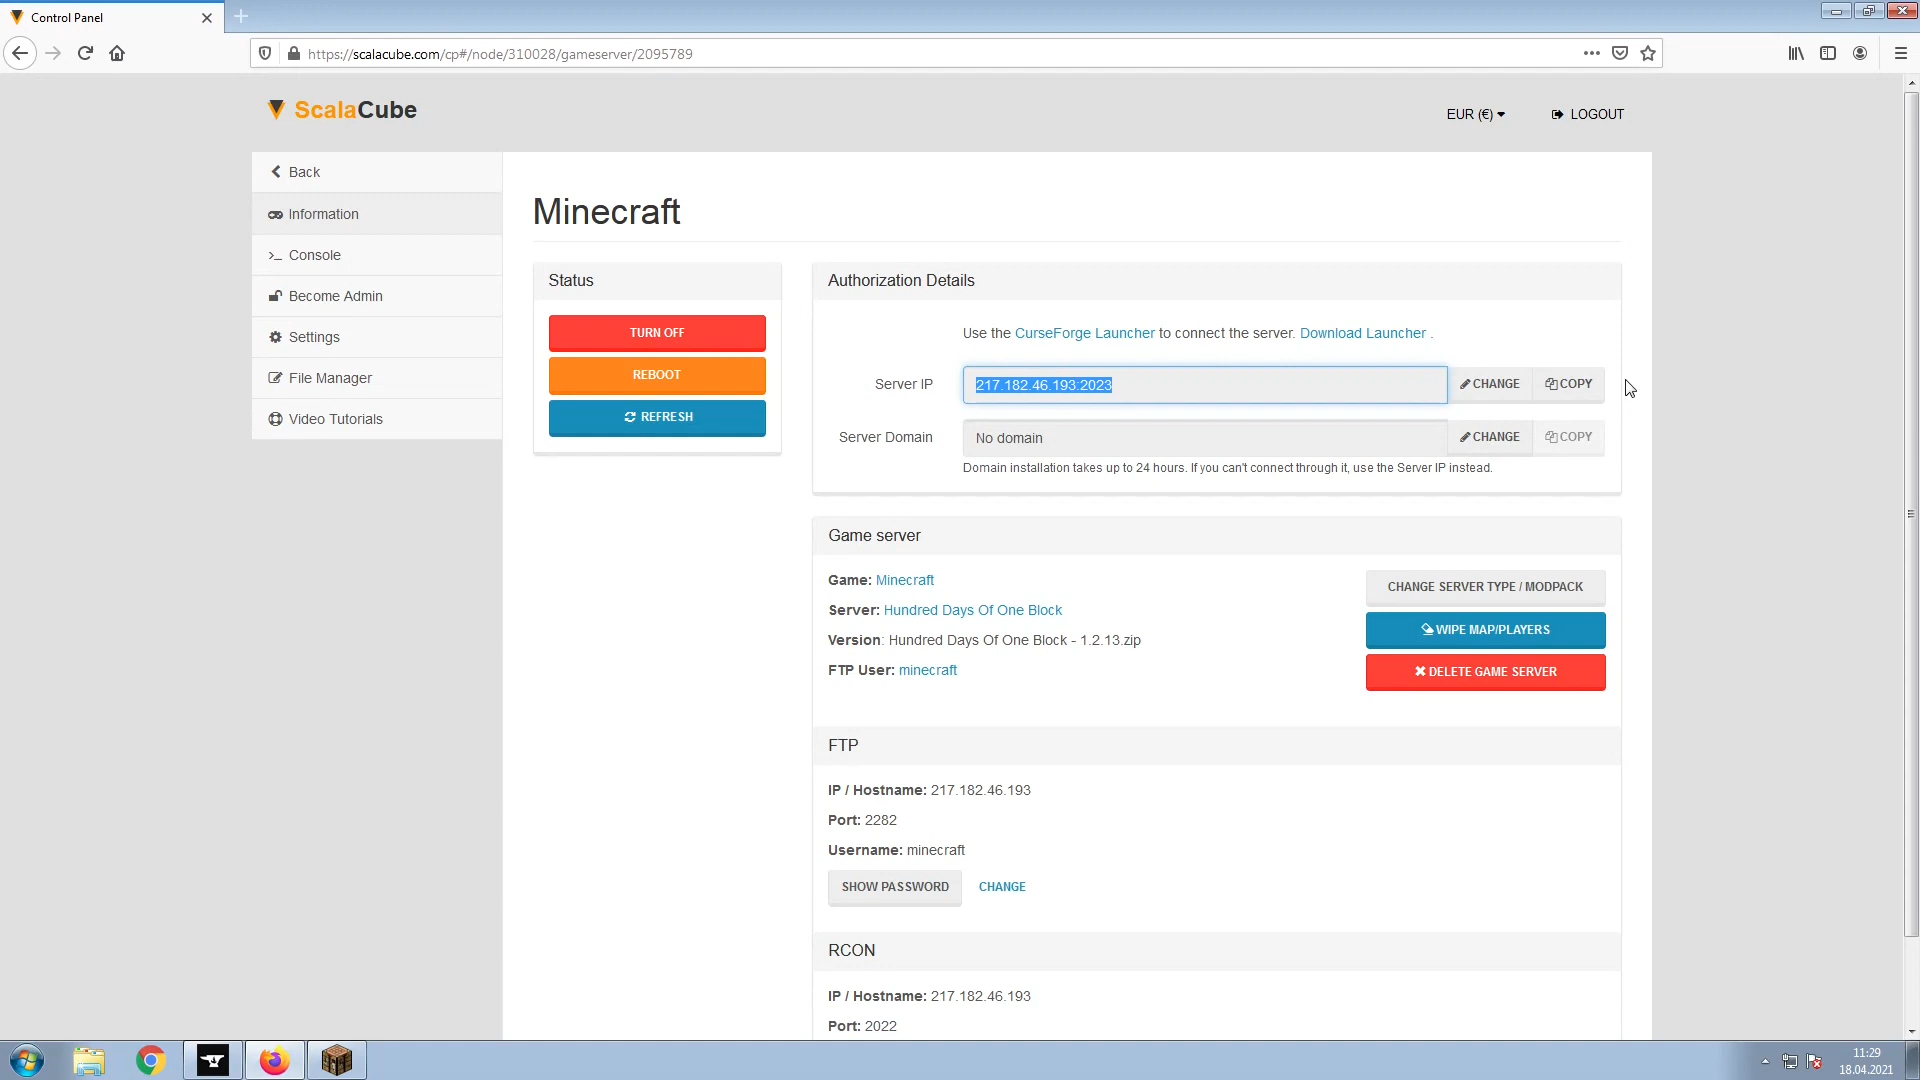 Control Panel
https://scalacube.com/cp#/node/310028/gameserver/2095789
ScalaCube
EUR (€)
LOGOUT
Back
Information
Console
Become Admin
Settings
File Manager
Video Tutorials
Minecraft
Status
TURN OFF
REBOOT
REFRESH
Authorization Details
Use the CurseForge Launcher to connect the server. Download Launcher .
Server IP
217.182.46.193:2023
CHANGE
COPY
Server Domain
No domain
CHANGE
COPY
Domain installation takes up to 24 hours. If you can't connect through it, use the Server IP instead.
Game server
Game: Minecraft
Server: Hundred Days Of One Block
Version: Hundred Days Of One Block - 1.2.13.zip
FTP User: minecraft
CHANGE SERVER TYPE / MODPACK
WIPE MAP/PLAYERS
DELETE GAME SERVER
FTP
IP / Hostname: 217.182.46.193
Port: 2282
Username: minecraft
SHOW PASSWORD
CHANGE
RCON
IP / Hostname: 217.182.46.193
Port: 2022
11:29
18.04.2021